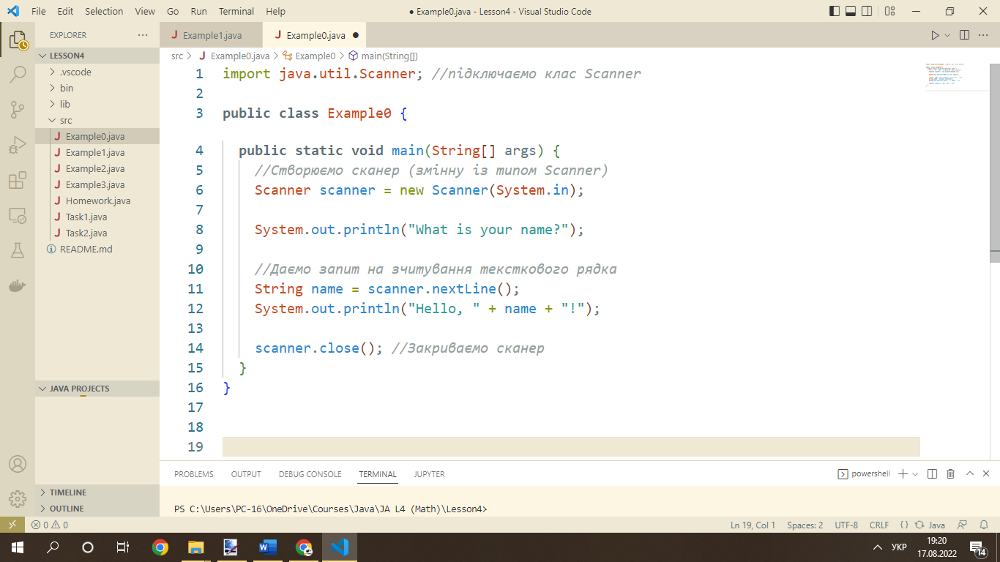 File Edit Selection View Go Run Terminal Help ● Example0.java - Lesson4 - Visual Studio Code
EXPLORER ···
LESSON4
.vscode
bin
lib
src
J Example0.java
J Example1.java
J Example2.java
J Example3.java
J Homework.java
J Task1.java
J Task2.java
README.md
JAVA PROJECTS
TIMELINE
OUTLINE
J Example1.java J Example0.java ●
src > J Example0.java > Example0 > main(String[])
1 import java.util.Scanner; //підключаємо клас Scanner
2
3 public class Example0 {
4 public static void main(String[] args) {
5 //Створюємо сканер (змінну із типом Scanner)
6 Scanner scanner = new Scanner(System.in);
7
8 System.out.println("What is your name?");
9
10 //Даємо запит на зчитування тексткового рядка
11 String name = scanner.nextLine();
12 System.out.println("Hello, " + name + "!");
13
14 scanner.close(); //Закриваємо сканер
15 }
16 }
17
18
19
PROBLEMS OUTPUT DEBUG CONSOLE TERMINAL JUPYTER powershell
PS C:\Users\PC-16\OneDrive\Courses\Java\JA L4 (Math)\Lesson4>
0 0 Ln 19, Col 1 Spaces: 2 UTF-8 CRLF {} Java
УКР 19:20
17.08.2022 14